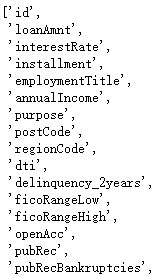 ['id',
'loanAmnt',
'interestRate',
'installment',
'employmentTitle',
'annualIncome',
'purpose',
'postCode',
'regionCode',
'dti',
'delinquency_2years',
'ficoRangeLow',
'ficoRangeHigh',
'openAcc',
'pubRec',
'pubRecBankruptcies',